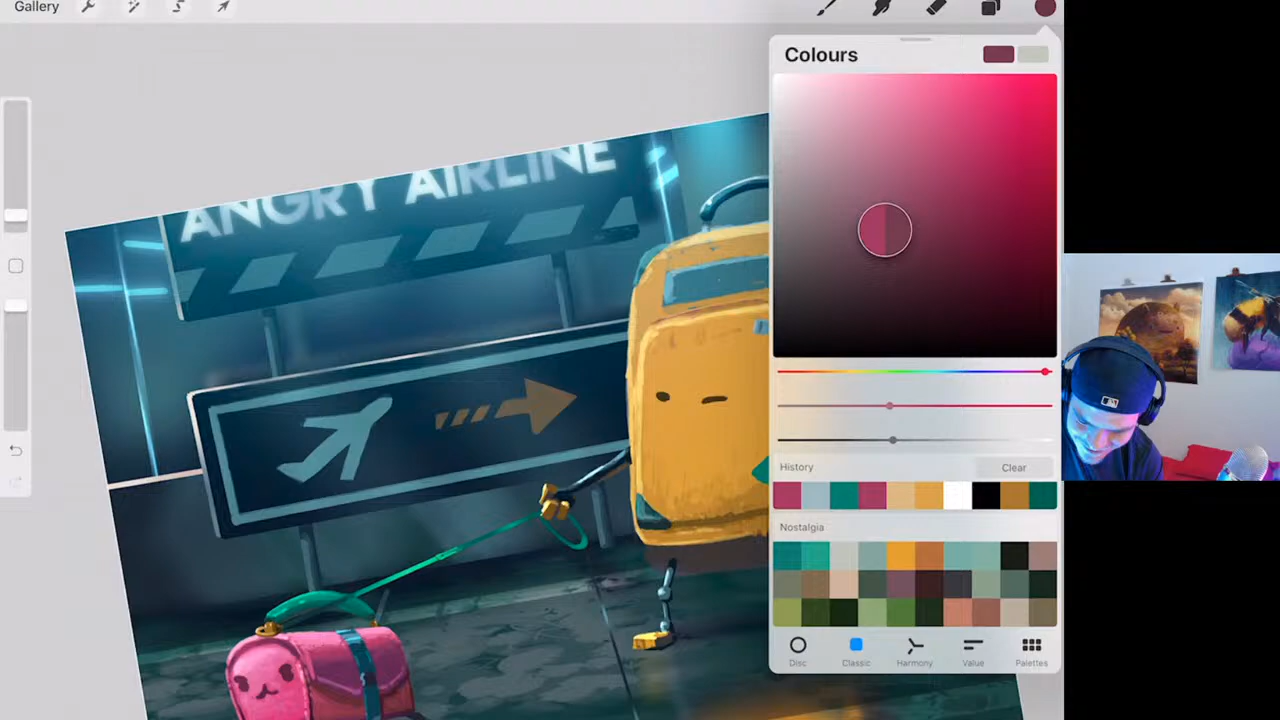 Gallery
Colours
ANGRY AIRLINE
History
Clear
Nostalgia
Disc
Classic
Harmony
Value
Palettes